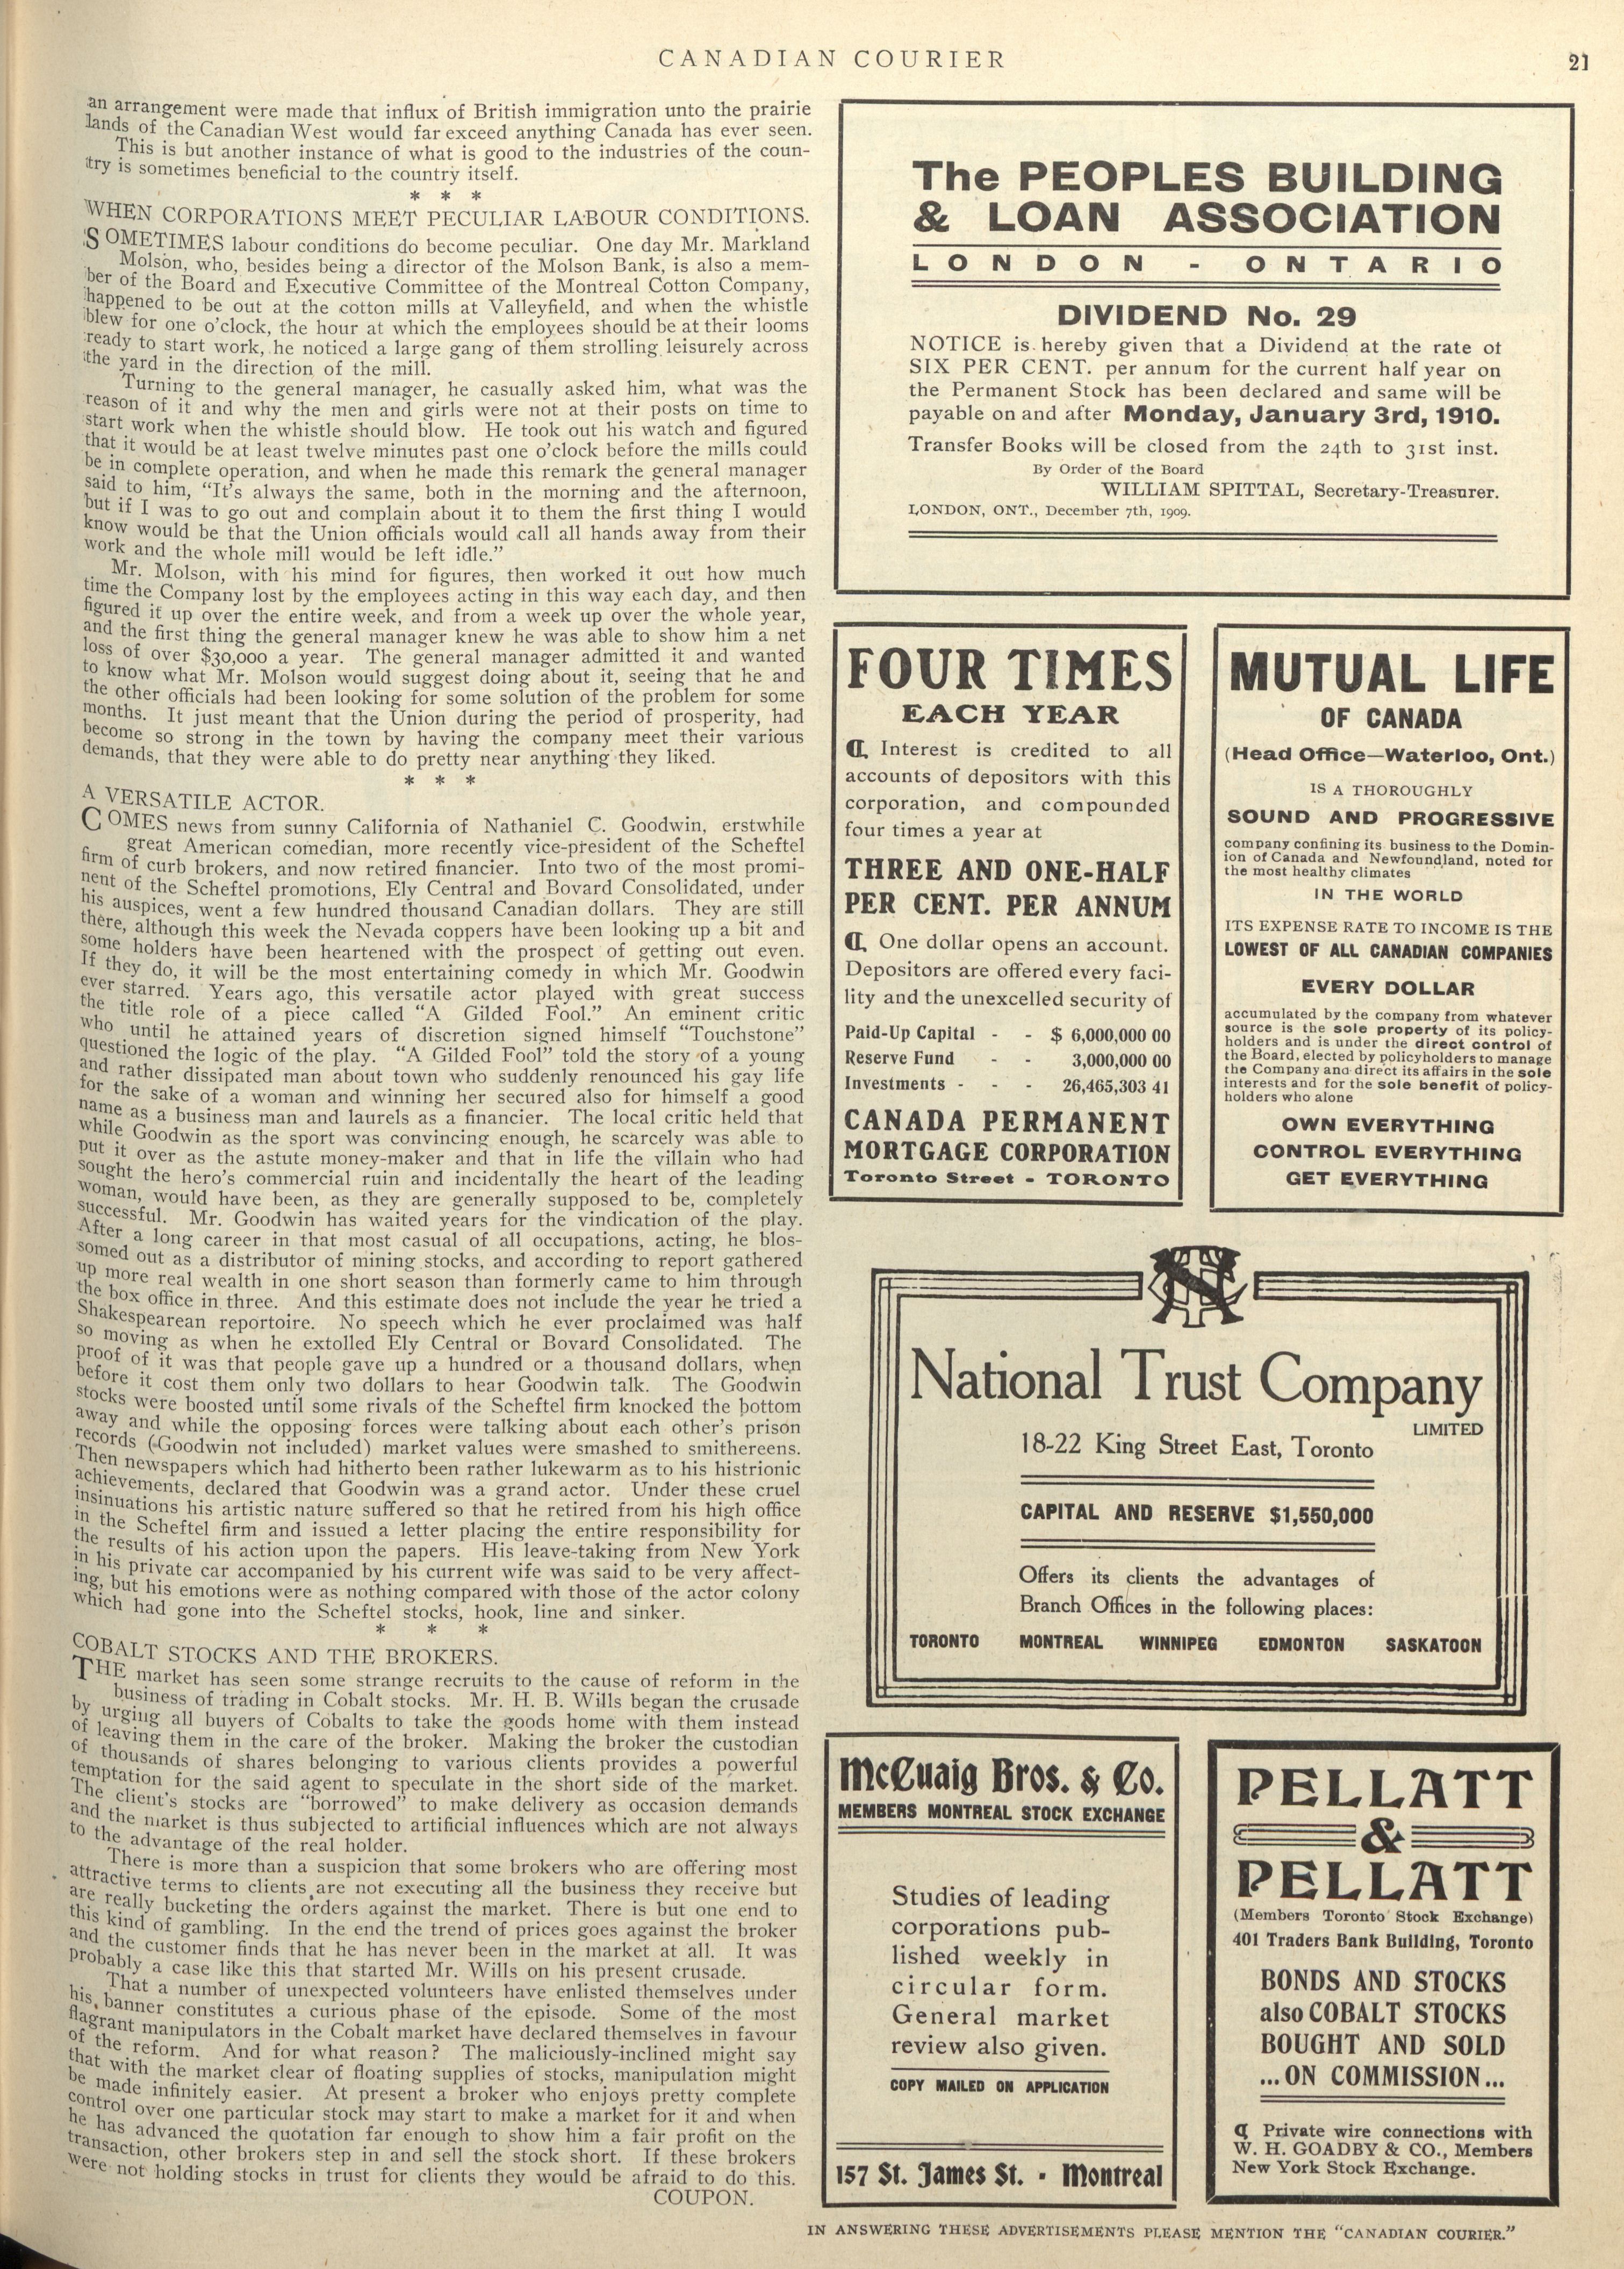 CANADIAN COURIER
21
an arrangement were made that influx of British immigration unto the prairie
lands of the Canadian West would far exceed anything Canada has ever seen.
This is but another instance of what is good to the industries of the coun-
try is sometimes beneficial to the country itself.
* * *
WHEN CORPORATIONS MEET PECULIAR LABOUR CONDITIONS.
SOMETIMES labour conditions do become peculiar. One day Mr. Markland
Molson, who, besides being a director of the Molson Bank, is also a mem-
ber of the Board and Executive Committee of the Montreal Cotton Company,
happened to be out at the cotton mills at Valleyfield, and when the whistle
blew for one o'clock, the hour at which the employees should be at their looms
ready to start work, he noticed a large gang of them strolling leisurely across
the yard in the direction of the mill.
Turning to the general manager, he casually asked him, what was the
reason of it and why the men and girls were not at their posts on time to
start work when the whistle should blow. He took out his watch and figured
that it would be at least twelve minutes past one o'clock before the mills could
be in complete operation, and when he made this remark the general manager
said to him, "It's always the same, both in the morning and the afternoon,
but if I was to go out and complain about it to them the first thing I would
know would be that the Union officials would call all hands away from their
work and the whole mill would be left idle."
Mr. Molson, with his mind for figures, then worked it out how much
time the Company lost by the employees acting in this way each day, and then
figured it up over the entire week, and from a week up over the whole year,
and the first thing the general manager knew he was able to show him a net
loss of over $30,000 a year. The general manager admitted it and wanted
to know what Mr. Molson would suggest doing about it, seeing that he and
the other officials had been looking for some solution of the problem for some
months. It just meant that the Union during the period of prosperity, had
become so strong in the town by having the company meet their various
demands, that they were able to do pretty near anything they liked.
* * *
A VERSATILE ACTOR.
COMES news from sunny California of Nathaniel C. Goodwin, erstwhile
great American comedian, more recently vice-president of the Scheftel
firm of curb brokers, and now retired financier. Into two of the most promi-
nent of the Scheftel promotions, Ely Central and Bovard Consolidated, under
his auspices, went a few hundred thousand Canadian dollars. They are still
there, although this week the Nevada coppers have been looking up a bit and
some holders have been heartened with the prospect of getting out even.
If they do, it will be the most entertaining comedy in which Mr. Goodwin
ever starred. Years ago, this versatile actor played with great success
the title role of a piece called "A Gilded Fool." An eminent critic
who until he attained years of discretion signed himself "Touchstone"
questioned the logic of the play. "A Gilded Fool" told the story of a young
and rather dissipated man about town who suddenly renounced his gay life
for the sake of a woman and winning her secured also for himself a good
name as a business man and laurels as a financier. The local critic held that
while Goodwin as the sport was convincing enough, he scarcely was able to
put it over as the astute money-maker and that in life the villain who had
sought the hero's commercial ruin and incidentally the heart of the leading
woman, would have been, as they are generally supposed to be, completely
successful. Mr. Goodwin has waited years for the vindication of the play.
After a long career in that most casual of all occupations, acting, he blos-
somed out as a distributor of mining stocks, and according to report gathered
up more real wealth in one short season than formerly came to him through
the box office in three. And this estimate does not include the year he tried a
Shakespearean reportoire. No speech which he ever proclaimed was half
so moving as when he extolled Ely Central or Bovard Consolidated. The
proof of it was that people gave up a hundred or a thousand dollars, when
before it cost them only two dollars to hear Goodwin talk. The Goodwin
stocks were boosted until some rivals of the Scheftel firm knocked the bottom
away and while the opposing forces were talking about each other's prison
records (Goodwin not included) market values were smashed to smithereens.
Then newspapers which had hitherto been rather lukewarm as to his histrionic
achievements, declared that Goodwin was a grand actor. Under these cruel
insinuations his artistic nature suffered so that he retired from his high office
in the Scheftel firm and issued a letter placing the entire responsibility for
the results of his action upon the papers. His leave-taking from New York
in his private car accompanied by his current wife was said to be very affect-
ing, but his emotions were as nothing compared with those of the actor colony
which had gone into the Scheftel stocks, hook, line and sinker.
* * *
COBALT STOCKS AND THE BROKERS.
THE market has seen some strange recruits to the cause of reform in the
business of trading in Cobalt stocks. Mr. H. B. Wills began the crusade
by urging all buyers of Cobalts to take the goods home with them instead
of leaving them in the care of the broker. Making the broker the custodian
of thousands of shares belonging to various clients provides a powerful
temptation for the said agent to speculate in the short side of the market.
The client's stocks are "borrowed" to make delivery as occasion demands
and the market is thus subjected to artificial influences which are not always
to the advantage of the real holder.
There is more than a suspicion that some brokers who are offering most
attractive terms to clients are not executing all the business they receive but
are really bucketing the orders against the market. There is but one end to
this kind of gambling. In the end the trend of prices goes against the broker
and the customer finds that he has never been in the market at all. It was
probably a case like this that started Mr. Wills on his present crusade.
That a number of unexpected volunteers have enlisted themselves under
his banner constitutes a curious phase of the episode. Some of the most
flagrant manipulators in the Cobalt market have declared themselves in favour
of the reform. And for what reason? The maliciously-inclined might say
that with the market clear of floating supplies of stocks, manipulation might
be made infinitely easier. At present a broker who enjoys pretty complete
control over one particular stock may start to make a market for it and when
he has advanced the quotation far enough to show him a fair profit on the
transaction, other brokers step in and sell the stock short. If these brokers
were not holding stocks in trust for clients they would be afraid to do this.
COUPON.
The PEOPLES BUILDING
& LOAN ASSOCIATION
LONDON - ONTARIO
DIVIDEND No. 29
NOTICE is hereby given that a Dividend at the rate of
SIX PER CENT. per annum for the current half year on
the Permanent Stock has been declared and same will be
payable on and after Monday, January 3rd, 1910.
Transfer Books will be closed from the 24th to 31st inst.
By Order of the Board
WILLIAM SPITTAL, Secretary-Treasurer.
LONDON, ONT., December 7th, 1909.
FOUR TIMES
EACH YEAR
¶ Interest is credited to all
accounts of depositors with this
corporation, and compounded
four times a year at
THREE AND ONE-HALF
PER CENT. PER ANNUM
¶ One dollar opens an account.
Depositors are offered every faci-
lity and the unexcelled security of
Paid-Up Capital - - $ 6,000,000 00
Reserve Fund - - 3,000,000 00
Investments - - - 26,465,303 41
CANADA PERMANENT
MORTGAGE CORPORATION
Toronto Street - TORONTO
MUTUAL LIFE
OF CANADA
(Head Office—Waterloo, Ont.)
IS A THOROUGHLY
SOUND AND PROGRESSIVE
company confining its business to the Domin-
ion of Canada and Newfoundland, noted for
the most healthy climates
IN THE WORLD
ITS EXPENSE RATE TO INCOME IS THE
LOWEST OF ALL CANADIAN COMPANIES
EVERY DOLLAR
accumulated by the company from whatever
source is the sole property of its policy-
holders and is under the direct control of
the Board, elected by policyholders to manage
the Company and direct its affairs in the sole
interests and for the sole benefit of policy-
holders who alone
OWN EVERYTHING
CONTROL EVERYTHING
GET EVERYTHING
National Trust Company
LIMITED
18-22 King Street East, Toronto
CAPITAL AND RESERVE $1,550,000
Offers its clients the advantages of
Branch Offices in the following places:
TORONTO MONTREAL WINNIPEG EDMONTON SASKATOON
McCuaig Bros. & Co.
MEMBERS MONTREAL STOCK EXCHANGE
Studies of leading
corporations pub-
lished weekly in
circular form.
General market
review also given.
COPY MAILED ON APPLICATION
157 St. James St. - Montreal
PELLATT
&
PELLATT
(Members Toronto Stock Exchange)
401 Traders Bank Building, Toronto
BONDS AND STOCKS
also COBALT STOCKS
BOUGHT AND SOLD
...ON COMMISSION...
¶ Private wire connections with
W. H. GOADBY & CO., Members
New York Stock Exchange.
IN ANSWERING THESE ADVERTISEMENTS PLEASE MENTION THE "CANADIAN COURIER."